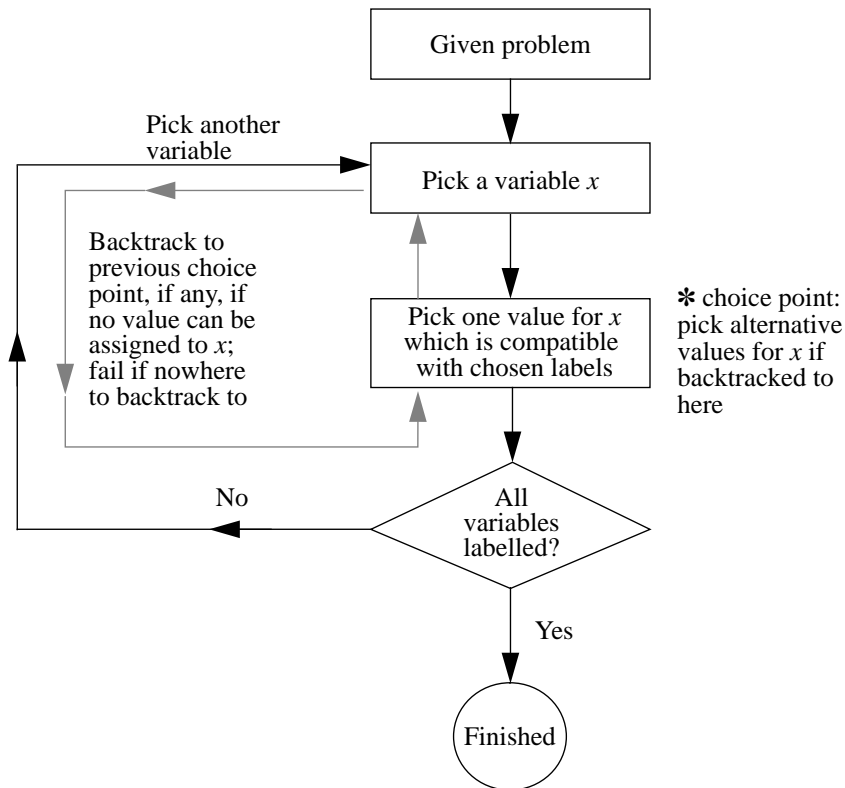 Given problem
Pick another
variable
Pick a variable x
Backtrack to
previous choice
point, if any, if
no value can be
assigned to x;
fail if nowhere
to backtrack to
Pick one value for x
which is compatible
with chosen labels
✻ choice point:
pick alternative
values for x if
backtracked to
here
No
All
variables
labelled?
Yes
Finished